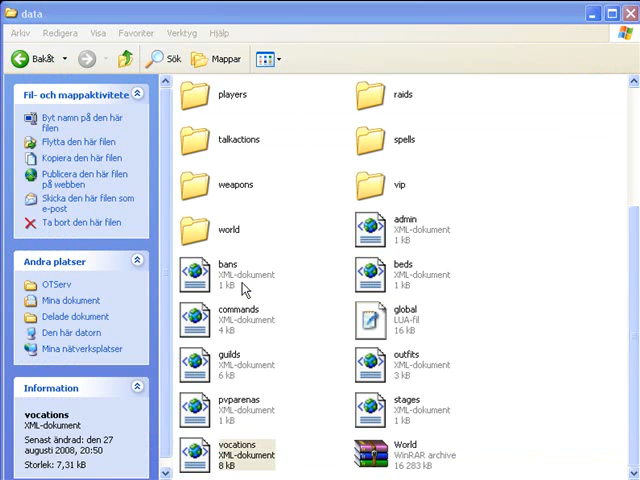 data
Arkiv Redigera Visa Favoriter Verktyg Hjälp
Bakåt Sök Mappar
Fil- och mappaktivitete
Byt namn på den här
filen
Flytta den här filen
Kopiera den här filen
Publicera den här filen
på webben
Skicka den här filen som
e-post
Ta bort den här filen
Andra platser
OTServ
Mina dokument
Delade dokument
Den här datorn
Mina nätverksplatser
Information
vocations
XML-dokument
Senast ändrad: den 27
augusti 2008, 20:50
Storlek: 7,31 kB
players
raids
talkactions
spells
weapons
vip
world
admin
XML-dokument
1 kB
bans
XML-dokument
1 kB
beds
XML-dokument
1 kB
commands
XML-dokument
4 kB
global
LUA-fil
16 kB
guilds
XML-dokument
6 kB
outfits
XML-dokument
3 kB
pvparenas
XML-dokument
1 kB
stages
XML-dokument
1 kB
vocations
XML-dokument
8 kB
World
WinRAR archive
16 283 kB